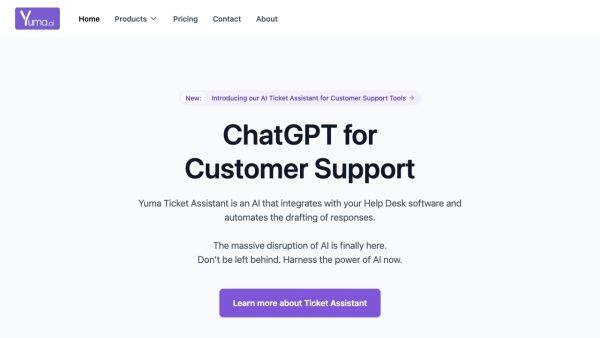 Yuma.ai
Home Products Pricing Contact About
New: Introducing our AI Ticket Assistant for Customer Support Tools →
ChatGPT for
Customer Support
Yuma Ticket Assistant is an AI that integrates with your Help Desk software and
automates the drafting of responses.
The massive disruption of AI is finally here.
Don't be left behind. Harness the power of AI now.
Learn more about Ticket Assistant